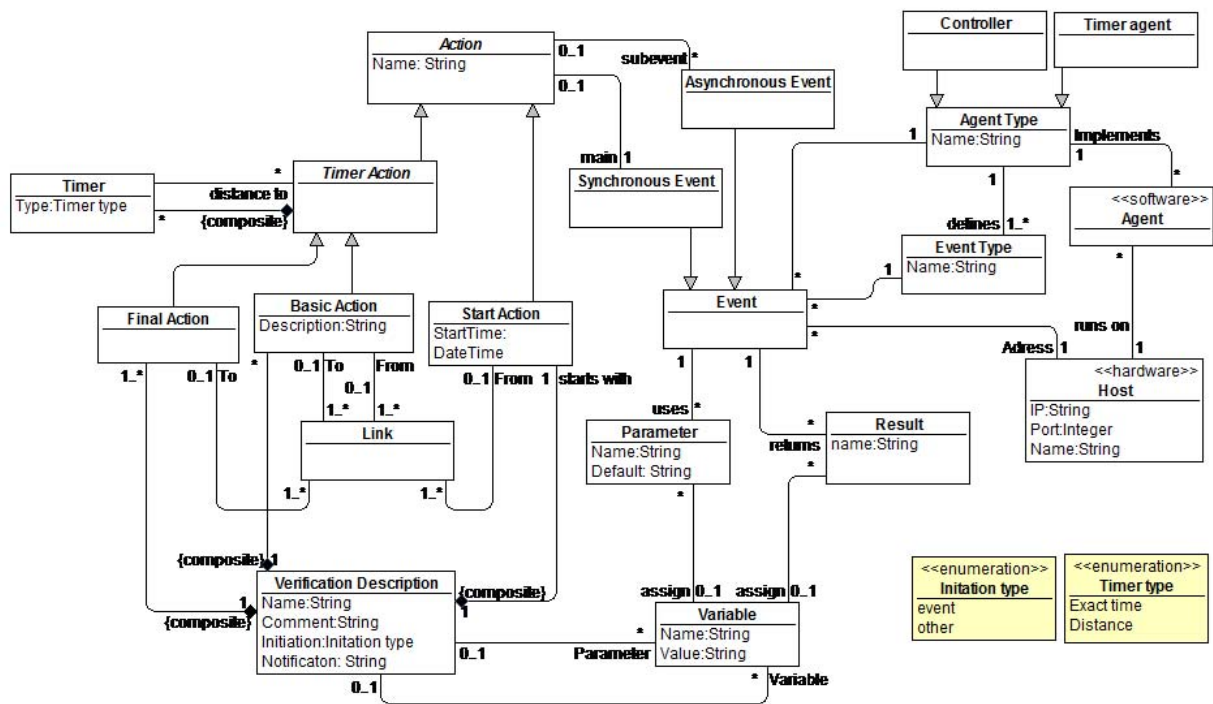 Action
Name: String
0..1
subevent *
0..1
main 1
Asynchronous Event
Synchronous Event
Controller
Timer agent
Agent Type
Name:String
1
*
Implements
1
*
<<software>>
Agent
*
1
defines 1..*
Event Type
Name:String
1
*
runs on
1
Timer
Type:Timer type
*
distance to
*
{composite}
Timer Action
Final Action
Basic Action
Description:String
Start Action
StartTime:
DateTime
Event
*
Adress 1
<<hardware>>
Host
IP:String
Port:Integer
Name:String
1..*
0..1 To
*
0..1 To
From
0..1
1..*
1..*
0..1 From
1 starts with
Link
1..*
1..*
1
uses *
Parameter
Name:String
Default: String
*
1
*
returns
Result
name:String
*
{composite} 1
1
{composite}
Verification Description
Name:String
Comment:String
Initiation:Initation type
Notificaton: String
{composite}
1
0..1
*
Parameter
0..1
* Variable
assign 0..1
assign 0..1
Variable
Name:String
Value:String
<<enumeration>>
Initation type
event
other
<<enumeration>>
Timer type
Exact time
Distance